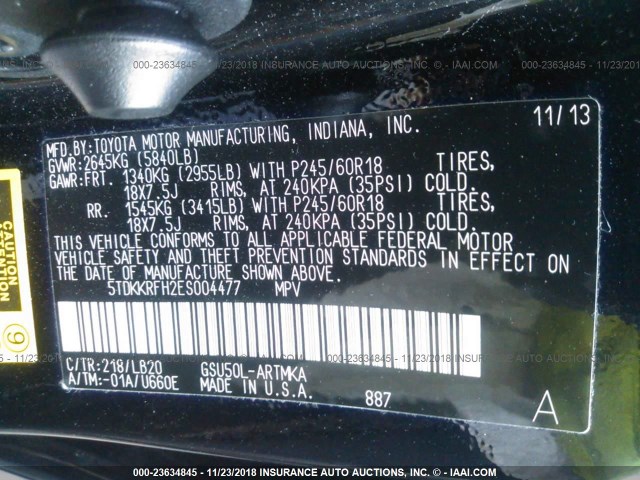 000-23634845 - 11/23/2018 INSURANCE AUTO AUCTIONS, INC. © - IAAI.COM
11/13
MFD.BY:TOYOTA MOTOR MANUFACTURING, INDIANA, INC.
GVWR:2645KG (5840LB)
GAWR:FRT. 1340KG (2955LB) WITH P245/60R18 TIRES,
18X7.5J RIMS, AT 240KPA (35PSI) COLD.
RR. 1545KG (3415LB) WITH P245/60R18 TIRES,
18X7.5J RIMS, AT 240KPA (35PSI) COLD.
THIS VEHICLE CONFORMS TO ALL APPLICABLE FEDERAL MOTOR
VEHICLE SAFETY AND THEFT PREVENTION STANDARDS IN EFFECT ON
THE DATE OF MANUFACTURE SHOWN ABOVE.
5TDKKRFH2ES004477 MPV
C/TR:218/LB20 GSU50L-ARTMKA
A/TM:-01A/U660E MADE IN U.S.A.
887
A
CAUTION
000-23634845 - 11/23/2018 INSURANCE AUTO AUCTIONS, INC. © - IAAI.COM